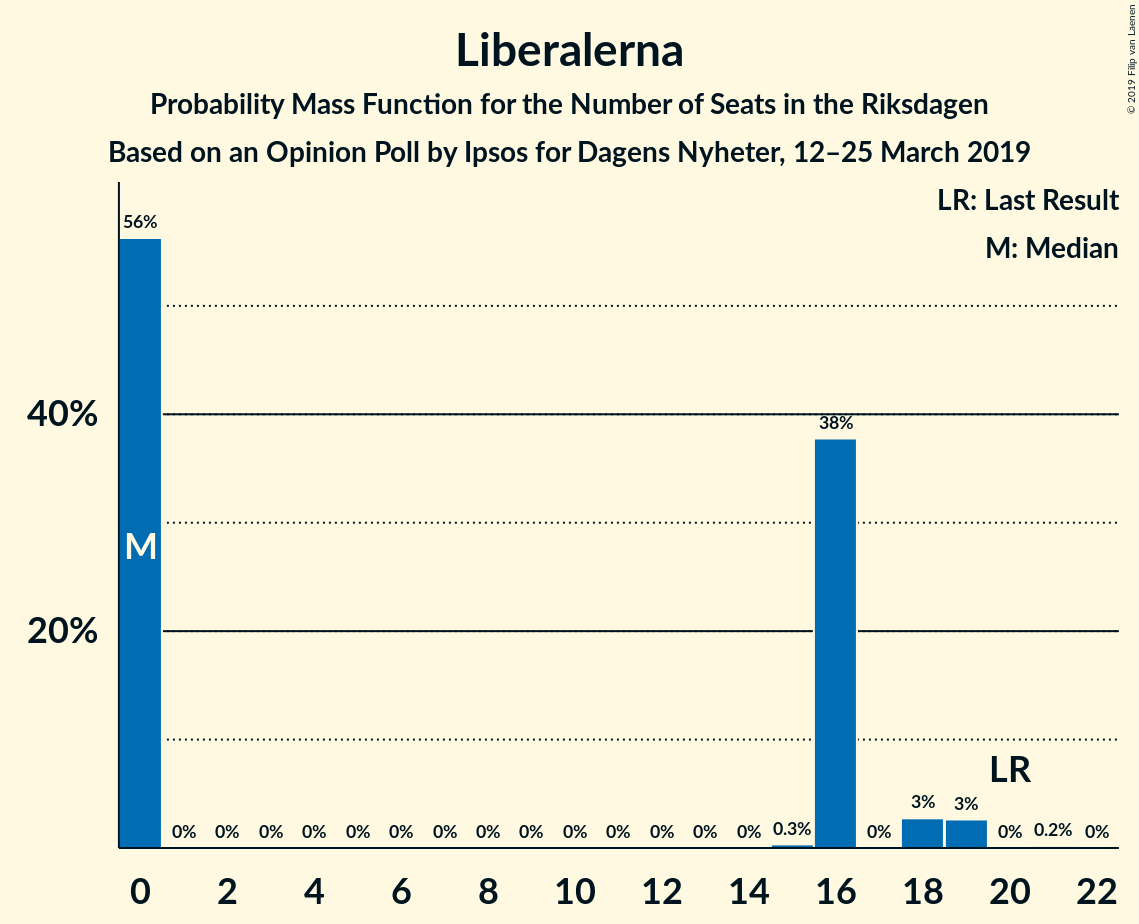 Liberalerna
Probability Mass Function for the Number of Seats in the Riksdagen
Based on an Opinion Poll by Ipsos for Dagens Nyheter, 12–25 March 2019
© 2019 Filip van Laenen
LR: Last Result
M: Median
56%
40%
38%
M
20%
LR
0% 0% 0% 0% 0% 0% 0% 0% 0% 0% 0% 0% 0% 0% 0.3% 0% 3% 3% 0% 0.2% 0%
0 2 4 6 8 10 12 14 16 18 20 22